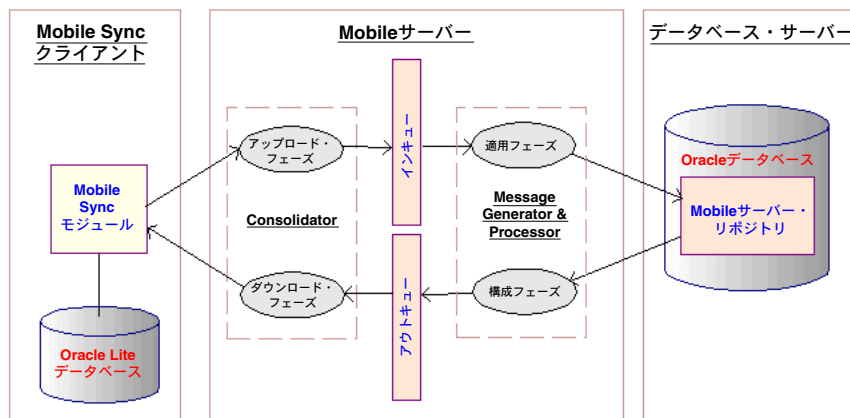 Mobile Sync
クライアント
Mobileサーバー
データベース・サーバー
アップロード・
フェーズ
インキュー
適用フェーズ
Oracleデータベース
Mobile
Sync
モジュール
Consolidator
Message
Generator &
Processor
Mobileサーバー・
リポジトリ
ダウンロード・
フェーズ
アウトキュー
構成フェーズ
Oracle Lite
データベース